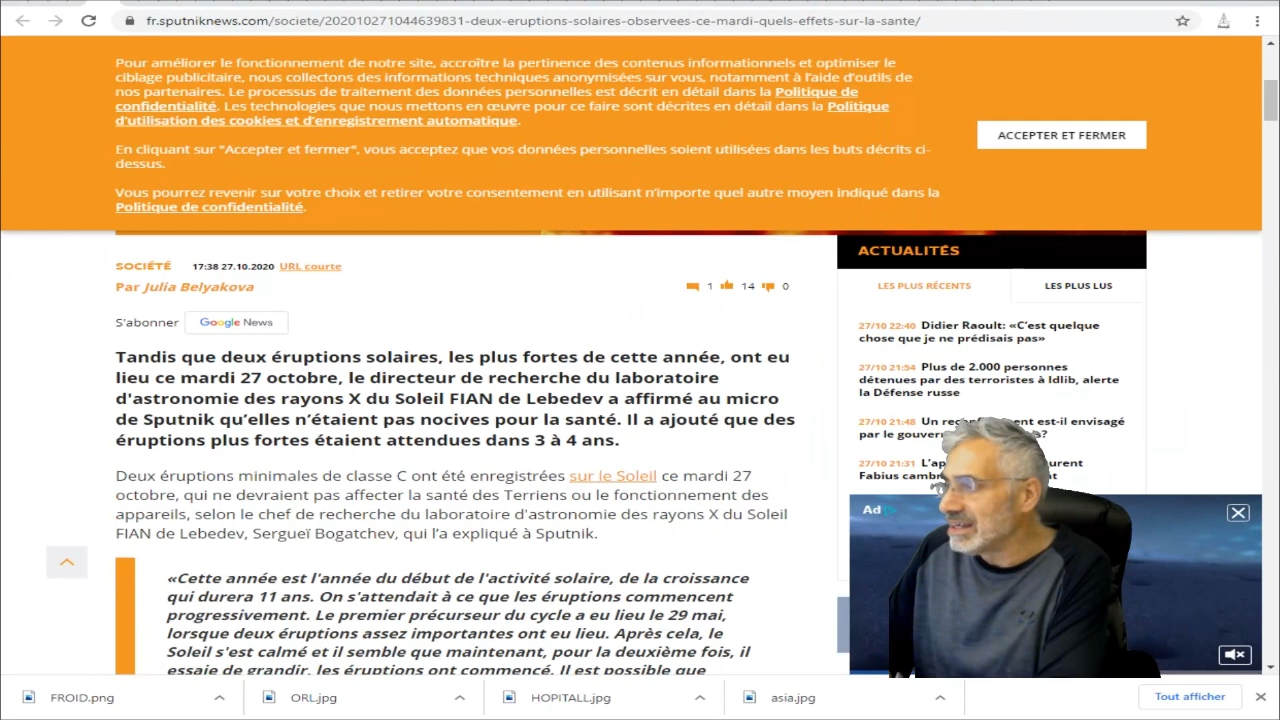 fr.sputniknews.com/societe/202010271044639831-deux-eruptions-solaires-observees-ce-mardi-quels-effets-sur-la-sante/
Pour améliorer le fonctionnement de notre site, accroître la pertinence des contenus informationnels et optimiser le
ciblage publicitaire, nous collectons des informations techniques anonymisées sur vous, notamment à l'aide d'outils de
nos partenaires. Le processus de traitement des données personnelles est décrit en détail dans la Politique de
confidentialité. Les technologies que nous mettons en œuvre pour ce faire sont décrites en détail dans la Politique
d'utilisation des cookies et d'enregistrement automatique.
En cliquant sur "Accepter et fermer", vous acceptez que vos données personnelles soient utilisées dans les buts décrits ci-
dessus.
Vous pourrez revenir sur votre choix et retirer votre consentement en utilisant n'importe quel autre moyen indiqué dans la
Politique de confidentialité.
ACCEPTER ET FERMER
SOCIÉTÉ 17:38 27.10.2020 URL courte
Par Julia Belyakova
1 14 0
S'abonner Google News
Tandis que deux éruptions solaires, les plus fortes de cette année, ont eu
lieu ce mardi 27 octobre, le directeur de recherche du laboratoire
d'astronomie des rayons X du Soleil FIAN de Lebedev a affirmé au micro
de Sputnik qu'elles n'étaient pas nocives pour la santé. Il a ajouté que des
éruptions plus fortes étaient attendues dans 3 à 4 ans.
Deux éruptions minimales de classe C ont été enregistrées sur le Soleil ce mardi 27
octobre, qui ne devraient pas affecter la santé des Terriens ou le fonctionnement des
appareils, selon le chef de recherche du laboratoire d'astronomie des rayons X du Soleil
FIAN de Lebedev, Sergueï Bogatchev, qui l'a expliqué à Sputnik.
«Cette année est l'année du début de l'activité solaire, de la croissance
qui durera 11 ans. On s'attendait à ce que les éruptions commencent
progressivement. Le premier précurseur du cycle a eu lieu le 29 mai,
lorsque deux éruptions assez importantes ont eu lieu. Après cela, le
Soleil s'est calmé et il semble que maintenant, pour la deuxième fois, il
essaie de grandir, les éruptions ont commencé. Il est possible que
ACTUALITÉS
LES PLUS RÉCENTS LES PLUS LUS
27/10 22:40 Didier Raoult: «C'est quelque
chose que je ne prédisais pas»
27/10 21:54 Plus de 2.000 personnes
détenues par des terroristes à Idlib, alerte
la Défense russe
27/10 21:48 Un est-il envisagé
par le
27/10 21:31
Fabius
Ad
FROID.png
ORL.jpg
HOPITALL.jpg
asia.jpg
Tout afficher